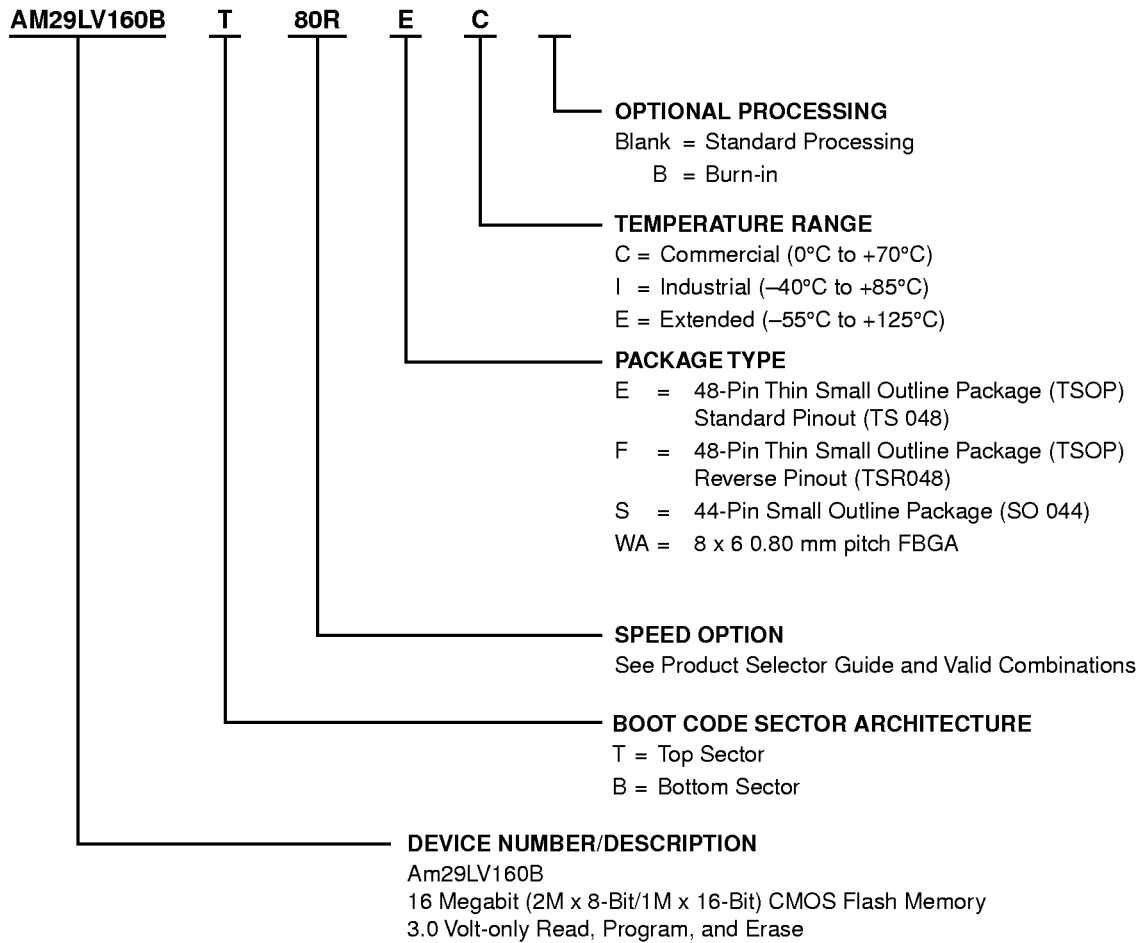 AM29LV160B T 80R E C
OPTIONAL PROCESSING
Blank = Standard Processing
B = Burn-in
TEMPERATURE RANGE
C = Commercial (0°C to +70°C)
I = Industrial (–40°C to +85°C)
E = Extended (–55°C to +125°C)
PACKAGE TYPE
E = 48-Pin Thin Small Outline Package (TSOP)
Standard Pinout (TS 048)
F = 48-Pin Thin Small Outline Package (TSOP)
Reverse Pinout (TSR048)
S = 44-Pin Small Outline Package (SO 044)
WA = 8 x 6 0.80 mm pitch FBGA
SPEED OPTION
See Product Selector Guide and Valid Combinations
BOOT CODE SECTOR ARCHITECTURE
T = Top Sector
B = Bottom Sector
DEVICE NUMBER/DESCRIPTION
Am29LV160B
16 Megabit (2M x 8-Bit/1M x 16-Bit) CMOS Flash Memory
3.0 Volt-only Read, Program, and Erase